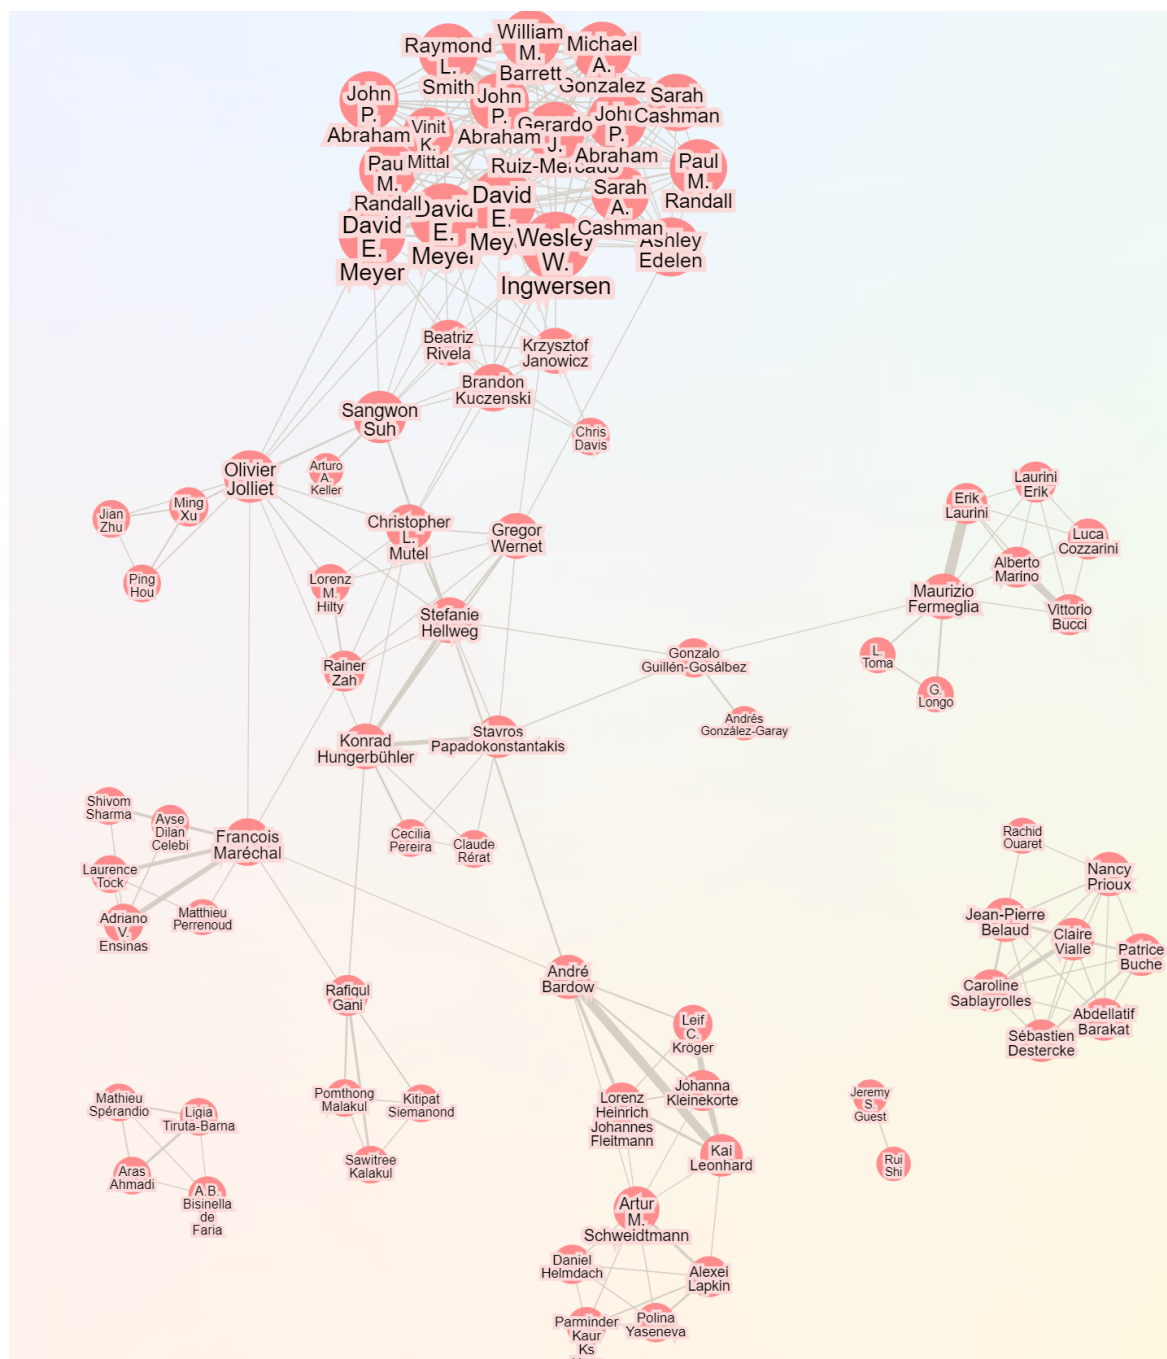 William
M.
Barrett
Raymond
L.
Smith
Michael
A.
Gonzalez
John
P.
Abraham
John
P.
Abraham
Sarah
Cashman
Vinit
K.
Mittal
Gerardo
J.
Ruiz-Mercado
P.
Abraham
Paul
M.
Randall
M.
Randall
Sarah
A.
Cashman
David
E.
Meyer
David
E.
Meyer
David
E.
Wesley
W.
Ingwersen
Ashley
Edelen
Beatriz
Rivela
Krzysztof
Janowicz
Brandon
Kuczenski
Sangwon
Suh
Chris
Davis
Olivier
Jolliet
Arturo
A.
Keller
Jian
Zhu
Ming
Xu
Ping
Hou
Christopher
L.
Mutel
Gregor
Wernet
Lorenz
M.
Hilty
Stefanie
Hellweg
Rainer
Zah
Konrad
Hungerbühler
Stavros
Papadokonstantakis
Gonzalo
Guillén-Gosálbez
Andrés
González-Garay
Erik
Laurini
Laurini
Erik
Luca
Cozzarini
Alberto
Marino
Maurizio
Fermeglia
Vittorio
Bucci
L.
Toma
G.
Longo
Cecilia
Pereira
Claude
Rérat
Shivom
Sharma
Ayse
Dilan
Celebi
François
Maréchal
Laurence
Tock
Adriano
V.
Ensinas
Matthieu
Perrenoud
Rachid
Ouaret
Nancy
Prioux
Jean-Pierre
Belaud
Claire
Vialle
Patrice
Buche
Caroline
Sablayrolles
Abdellatif
Barakat
Sébastien
Destercke
André
Bardow
Rafiqul
Gani
Leif
C.
Kröger
Pornthong
Malakul
Kitipat
Siemanond
Sawitree
Kalakul
Lorenz
Heinrich
Johannes
Fleitmann
Johanna
Kleinekorte
Kai
Leonhard
Jeremy
S.
Guest
Rui
Shi
Mathieu
Spérandio
Ligia
Tiruta-Barna
Aras
Ahmadi
A.B.
Bisinella
de
Faria
Artur
M.
Schweidtmann
Daniel
Helmdach
Alexei
Lapkin
Parminder
Kaur
Ks
Polina
Yaseneva